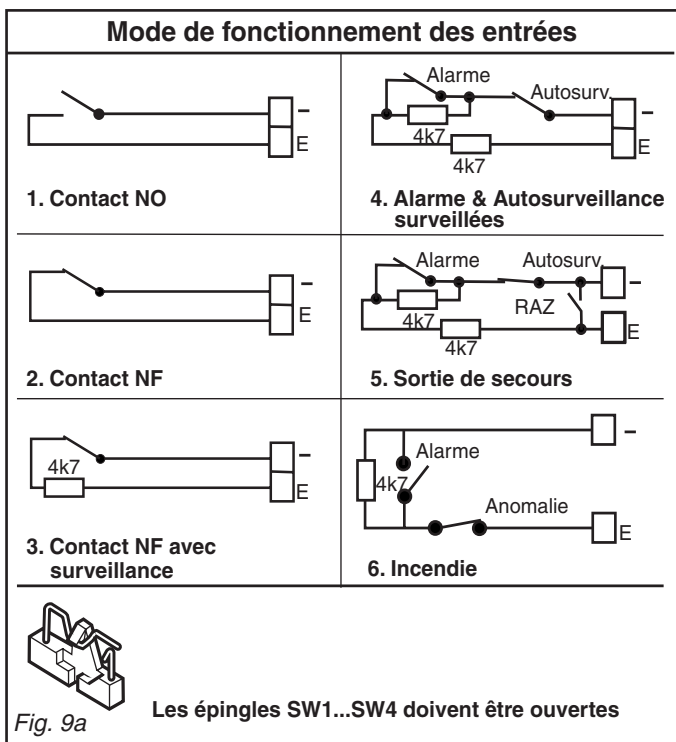 Mode de fonctionnement des entrées
–
E
1. Contact NO
Alarme
Autosurv.
4k7
4k7
–
E
4. Alarme & Autosurveillance
surveillées
–
E
2. Contact NF
Alarme
Autosurv.
4k7
RAZ
4k7
–
E
5. Sortie de secours
4k7
–
E
3. Contact NF avec
surveillance
–
Alarme
4k7
Anomalie
E
6. Incendie
Fig. 9a
Les épingles SW1...SW4 doivent être ouvertes